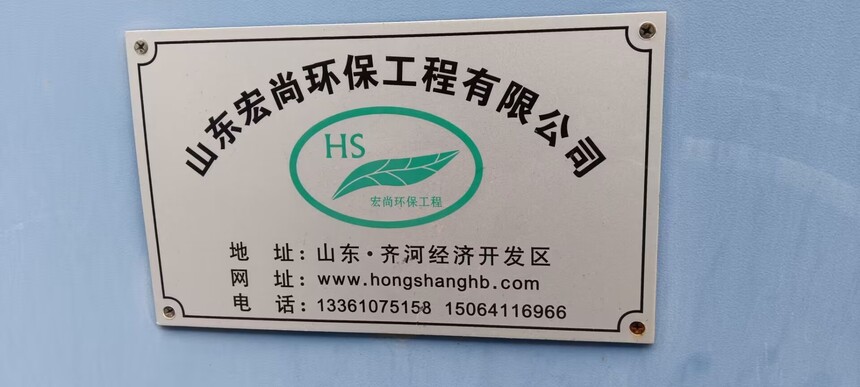 山东宏尚环保工程有限公司
HS
宏尚环保工程
地 址：山东·齐河经济开发区
网 址：www.hongshanghb.com
电 话：13361075158 15064116966